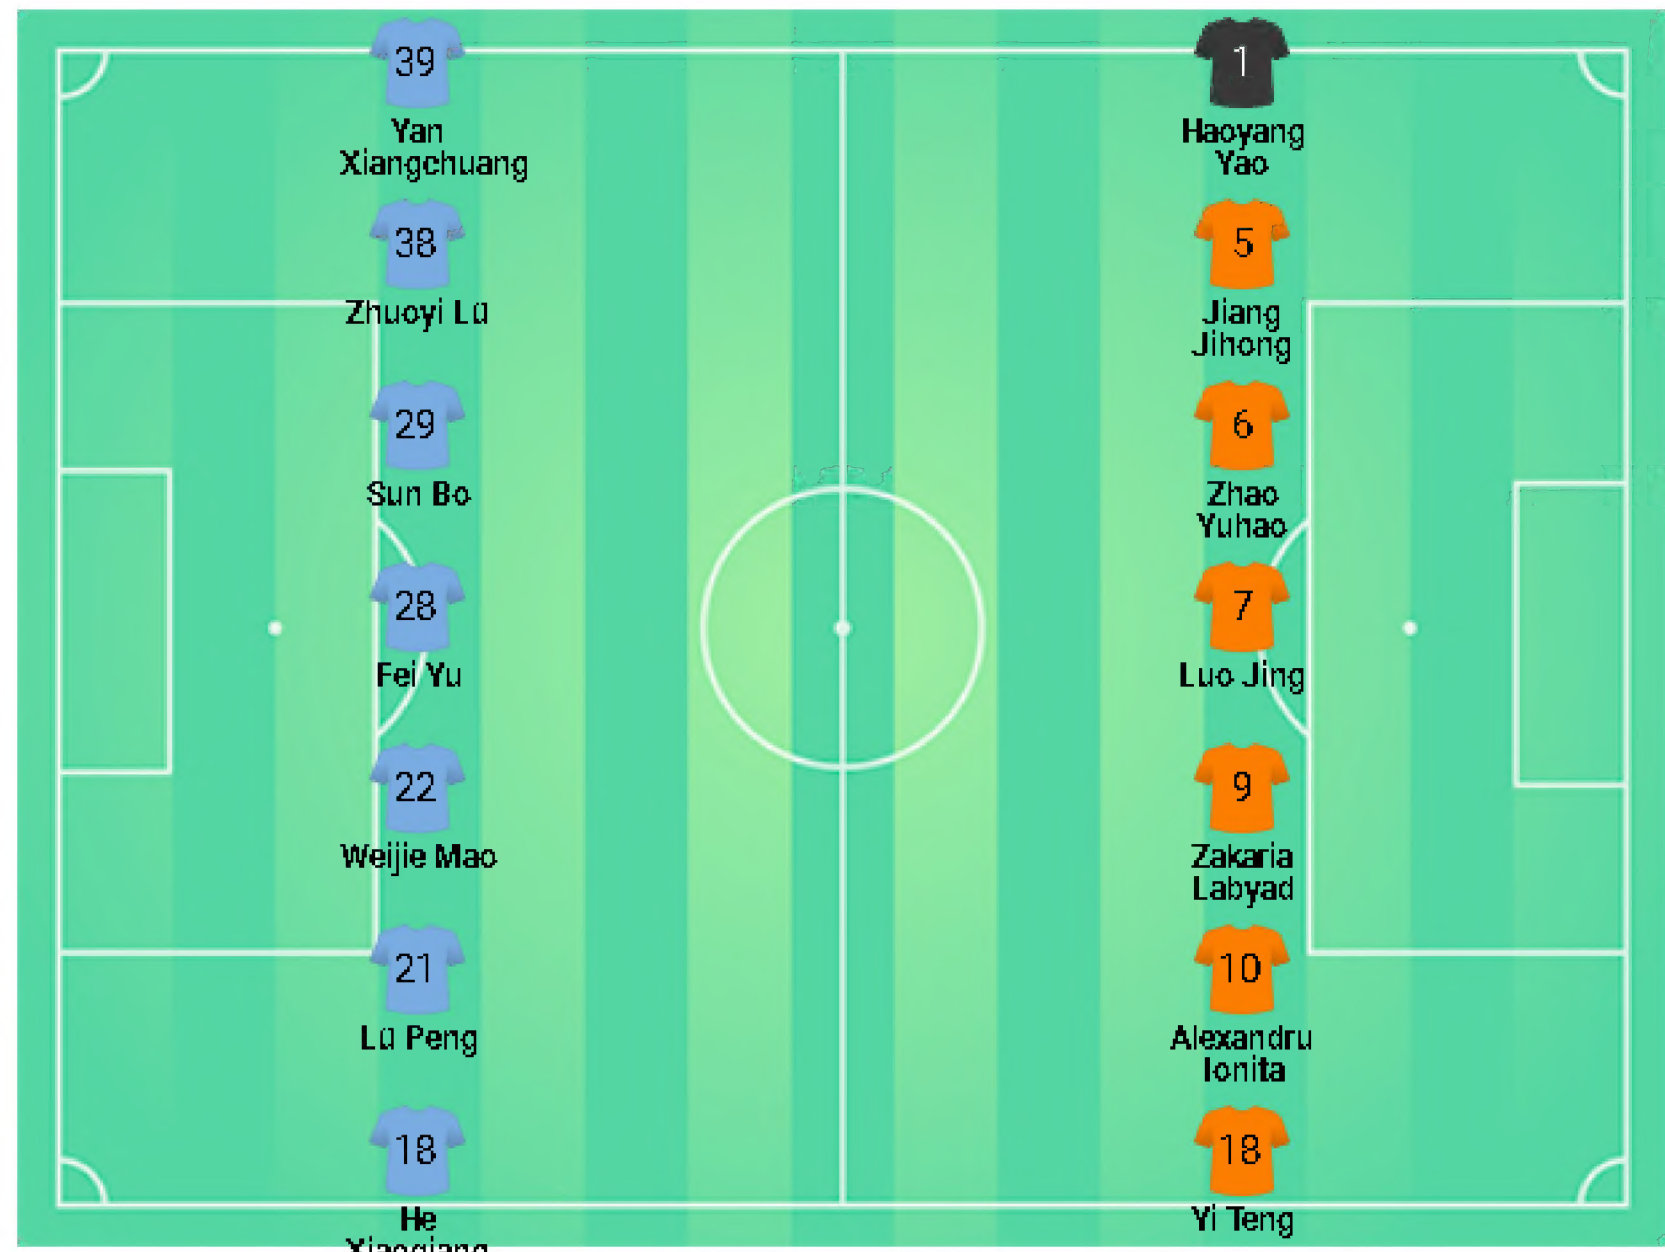 39
Yan
Xiangchuang
38
Zhuoyi Lü
29
Sun Bo
28
Fei Yu
22
Weijie Mao
21
Lü Peng
18
He
1
Haoyang
Yao
5
Jiang
Jihong
6
Zhao
Yuhao
7
Luo Jing
9
Zakaria
Labyad
10
Alexandru
Ionita
18
Yi Teng